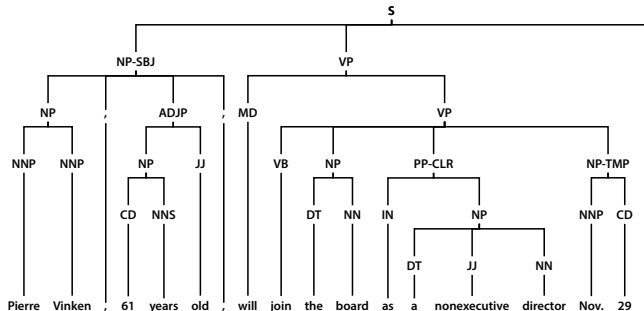 S
NP-SBJ VP
NP , ADJP , MD VP
NNP NNP NP JJ VB NP PP-CLR NP-TMP
CD NNS DT NN IN NP NNP CD
DT JJ NN
Pierre Vinken , 61 years old , will join the board as a nonexecutive director Nov. 29